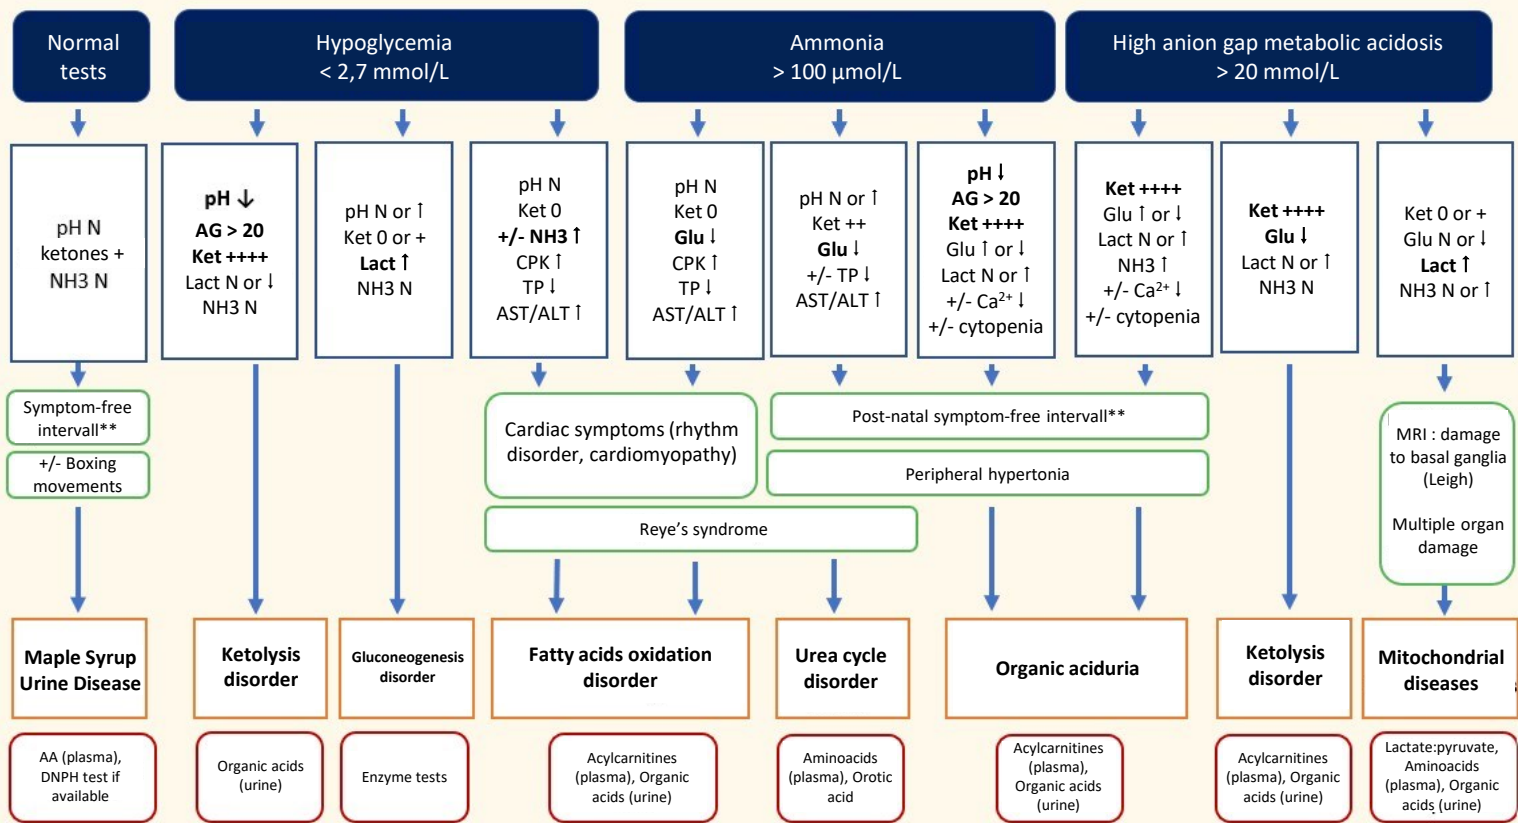 Normal
tests
Hypoglycemia
< 2,7 mmol/L
Ammonia
> 100 µmol/L
High anion gap metabolic acidosis
> 20 mmol/L
pH N
ketones +
NH3 N
pH ↓
AG > 20
Ket ++++
Lact N or ↓
NH3 N
pH N or ↑
Ket 0 or +
Lact ↑
NH3 N
pH N
Ket 0
+/- NH3 ↑
CPK ↑
TP ↓
AST/ALT ↑
pH N
Ket 0
Glu ↓
CPK ↑
TP ↓
AST/ALT ↑
pH N or ↑
Ket ++
Glu ↓
+/- TP ↓
AST/ALT ↑
pH ↓
AG > 20
Ket ++++
Glu ↑ or ↓
Lact N or ↑
+/- Ca²⁺ ↓
+/- cytopenia
Ket ++++
Glu ↑ or ↓
Lact N or ↑
NH3 ↑
+/- Ca²⁺ ↓
+/- cytopenia
Ket ++++
Glu ↓
Lact N or ↑
NH3 N
Ket 0 or +
Glu N or ↓
Lact ↑
NH3 N or ↑
Symptom-free
intervall**
+/- Boxing
movements
Cardiac symptoms (rhythm
disorder, cardiomyopathy)
Post-natal symptom-free intervall**
Peripheral hypertonia
Reye's syndrome
MRI : damage
to basal ganglia
(Leigh)
Multiple organ
damage
Maple Syrup
Urine Disease
Ketolysis
disorder
Gluconeogenesis
disorder
Fatty acids oxidation
disorder
Urea cycle
disorder
Organic aciduria
Ketolysis
disorder
Mitochondrial
diseases
AA (plasma),
DNPH test if
available
Organic acids
(urine)
Enzyme tests
Acylcarnitines
(plasma), Organic
acids (urine)
Aminoacids
(plasma), Orotic
acid
Acylcarnitines
(plasma),
Organic acids
(urine)
Acylcarnitines
(plasma), Organic
acids (urine)
Lactate:pyruvate,
Aminoacids
(plasma), Organic
acids (urine)